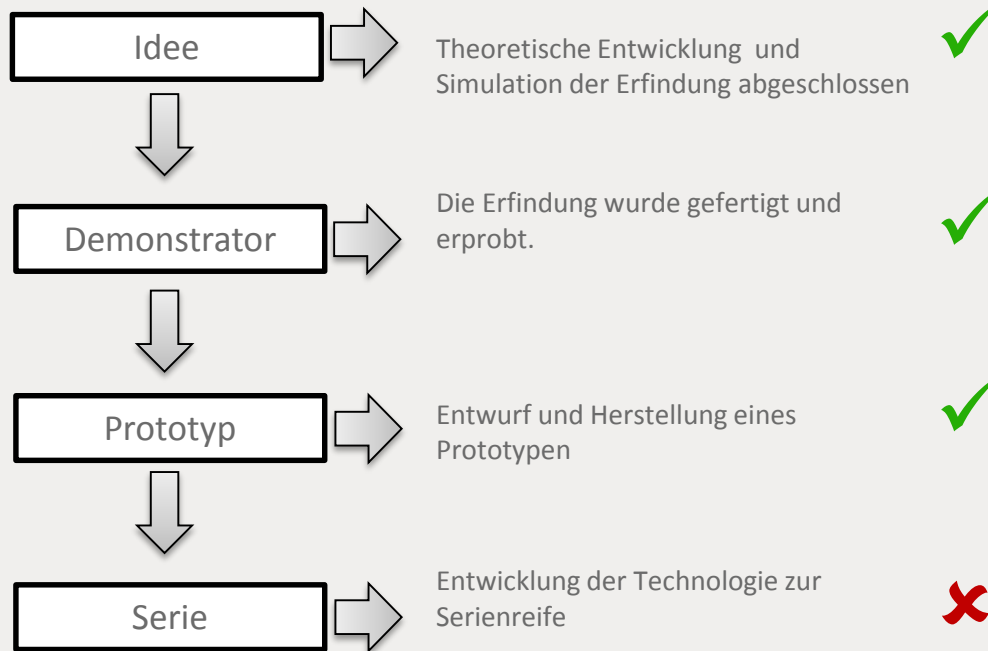 Idee
Theoretische Entwicklung und
Simulation der Erfindung abgeschlossen
Demonstrator
Die Erfindung wurde gefertigt und
erprobt.
Prototyp
Entwurf und Herstellung eines
Prototypen
Serie
Entwicklung der Technologie zur
Serienreife